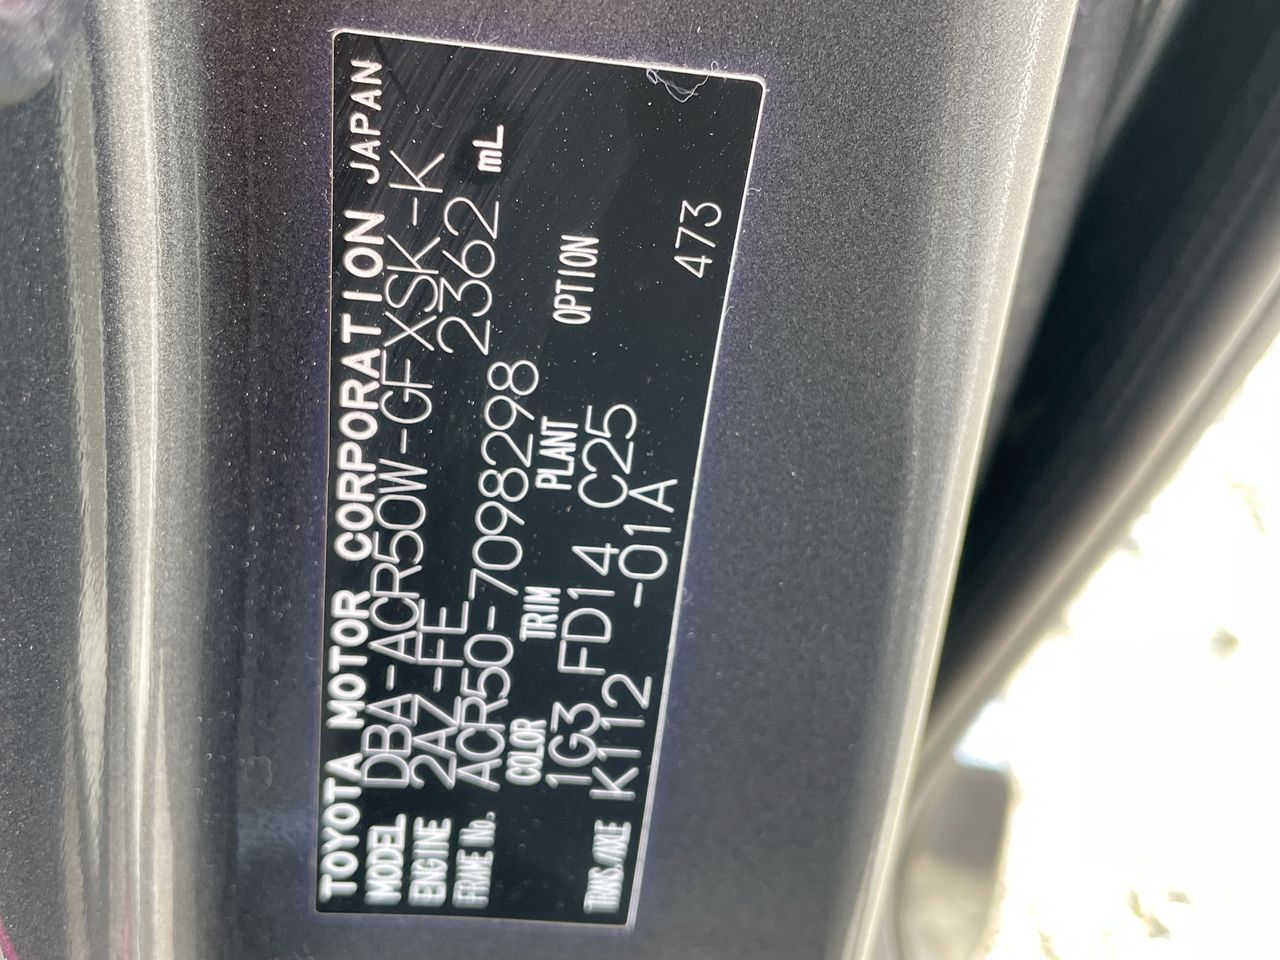 TOYOTA MOTOR CORPORATION JAPAN
MODEL DBA-ACR50W-GFXSK-K
ENGINE 2AZ-FE 2362 mL
FRAME No. ACR50-7098298
COLOR TRIM PLANT OPTION
1G3 FD14 C25
TRANS./AXLE K112 -01A
473